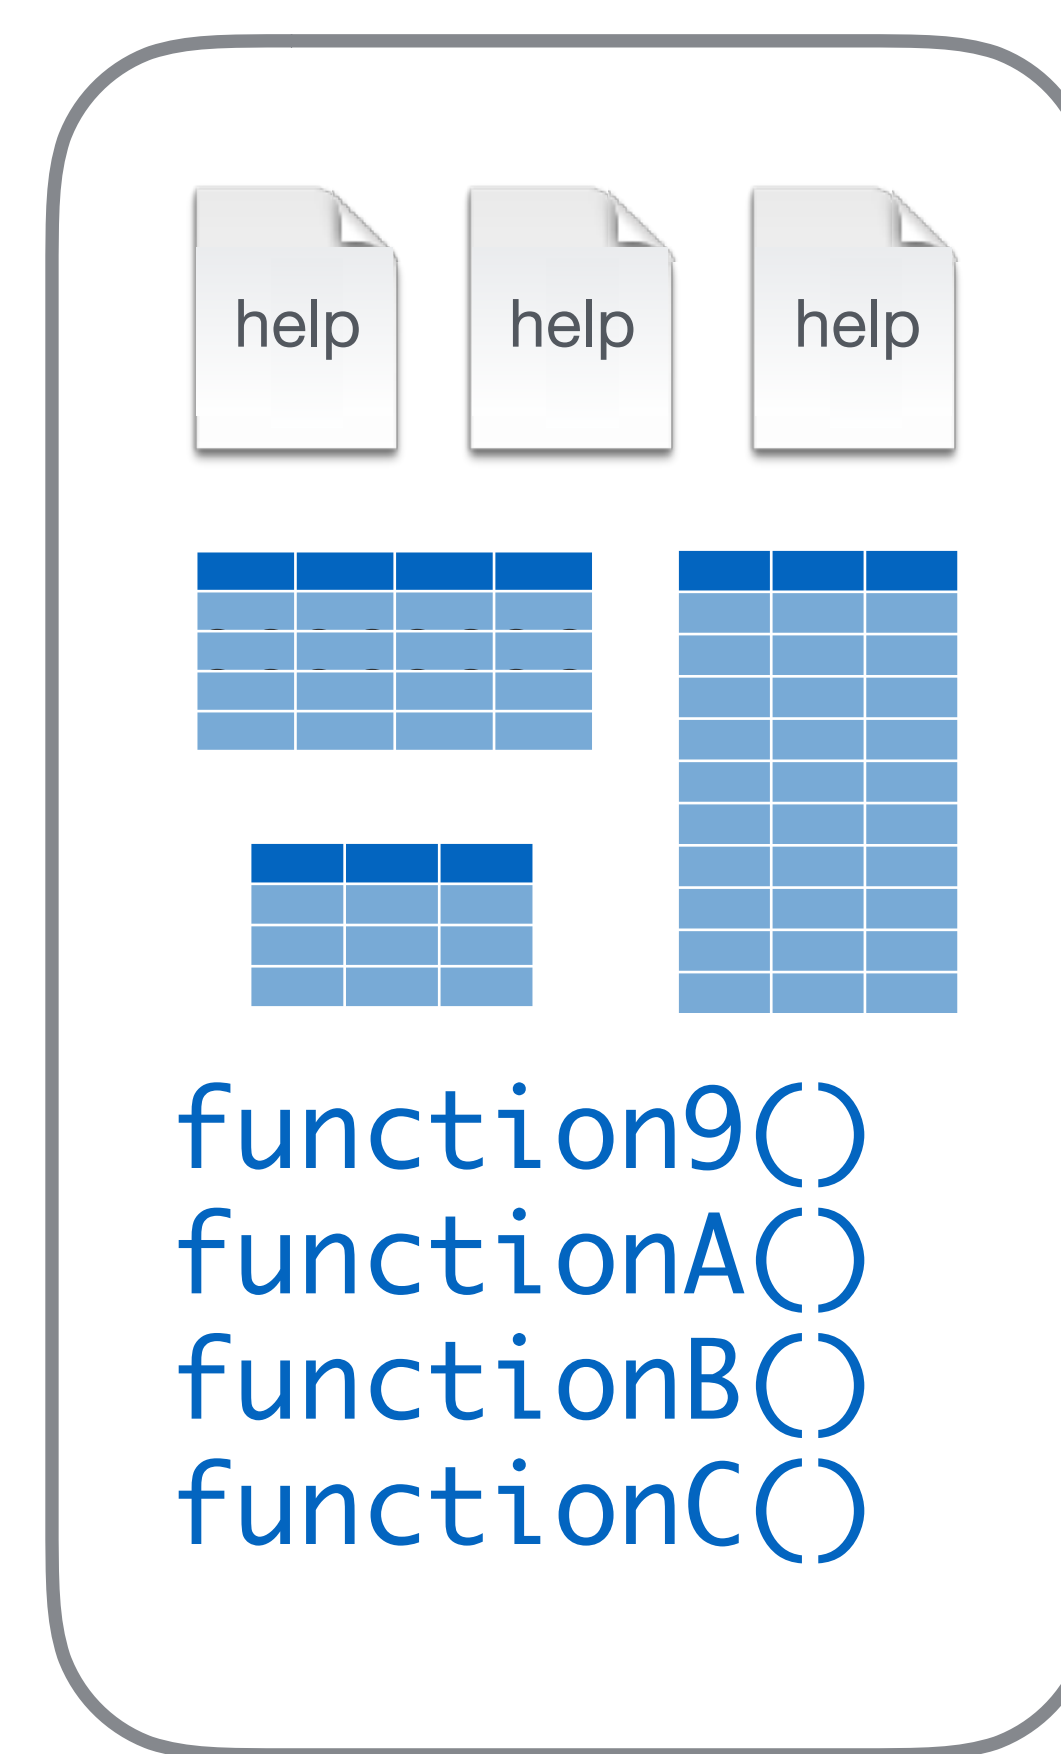 help help help
function9()
functionA()
functionB()
functionC()